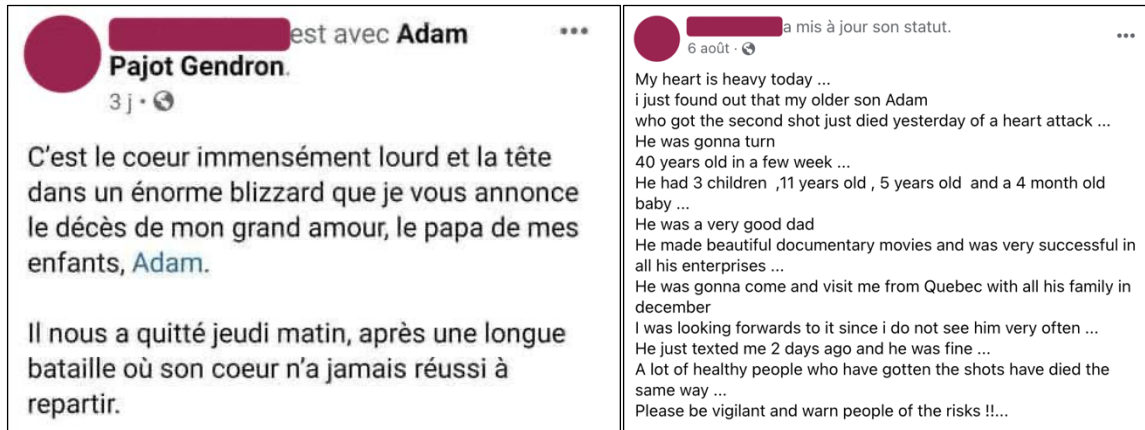 est avec Adam
Pajot Gendron.
3 j
C'est le coeur immensément lourd et la tête
dans un énorme blizzard que je vous annonce
le décès de mon grand amour, le papa de mes
enfants, Adam.
Il nous a quitté jeudi matin, après une longue
bataille où son coeur n'a jamais réussi à
repartir.
a mis à jour son statut.
6 août
My heart is heavy today ...
i just found out that my older son Adam
who got the second shot just died yesterday of a heart attack ...
He was gonna turn
40 years old in a few week ...
He had 3 children ,11 years old , 5 years old and a 4 month old
baby ...
He was a very good dad
He made beautiful documentary movies and was very successful in
all his enterprises ...
He was gonna come and visit me from Quebec with all his family in
december
I was looking forwards to it since i do not see him very often ...
He just texted me 2 days ago and he was fine ...
A lot of healthy people who have gotten the shots have died the
same way ...
Please be vigilant and warn people of the risks !!...